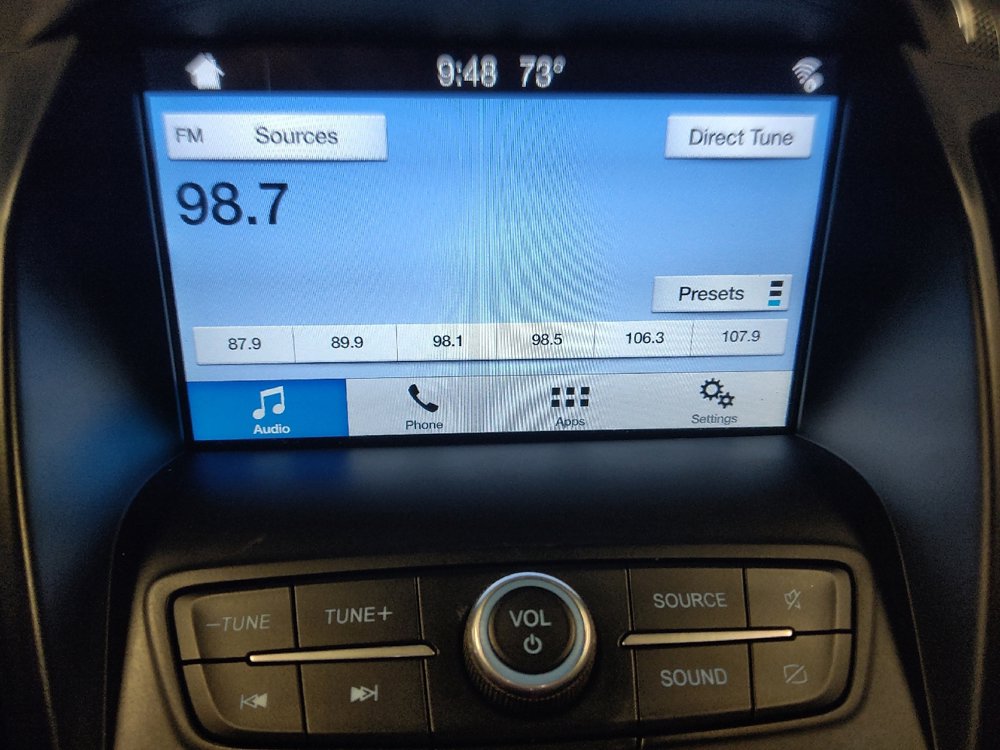 9:48 73°
FM Sources Direct Tune
98.7
Presets
87.9 89.9 98.1 98.5 106.3 107.9
Audio Phone Apps Settings
−TUNE TUNE+ VOL SOURCE
SOUND